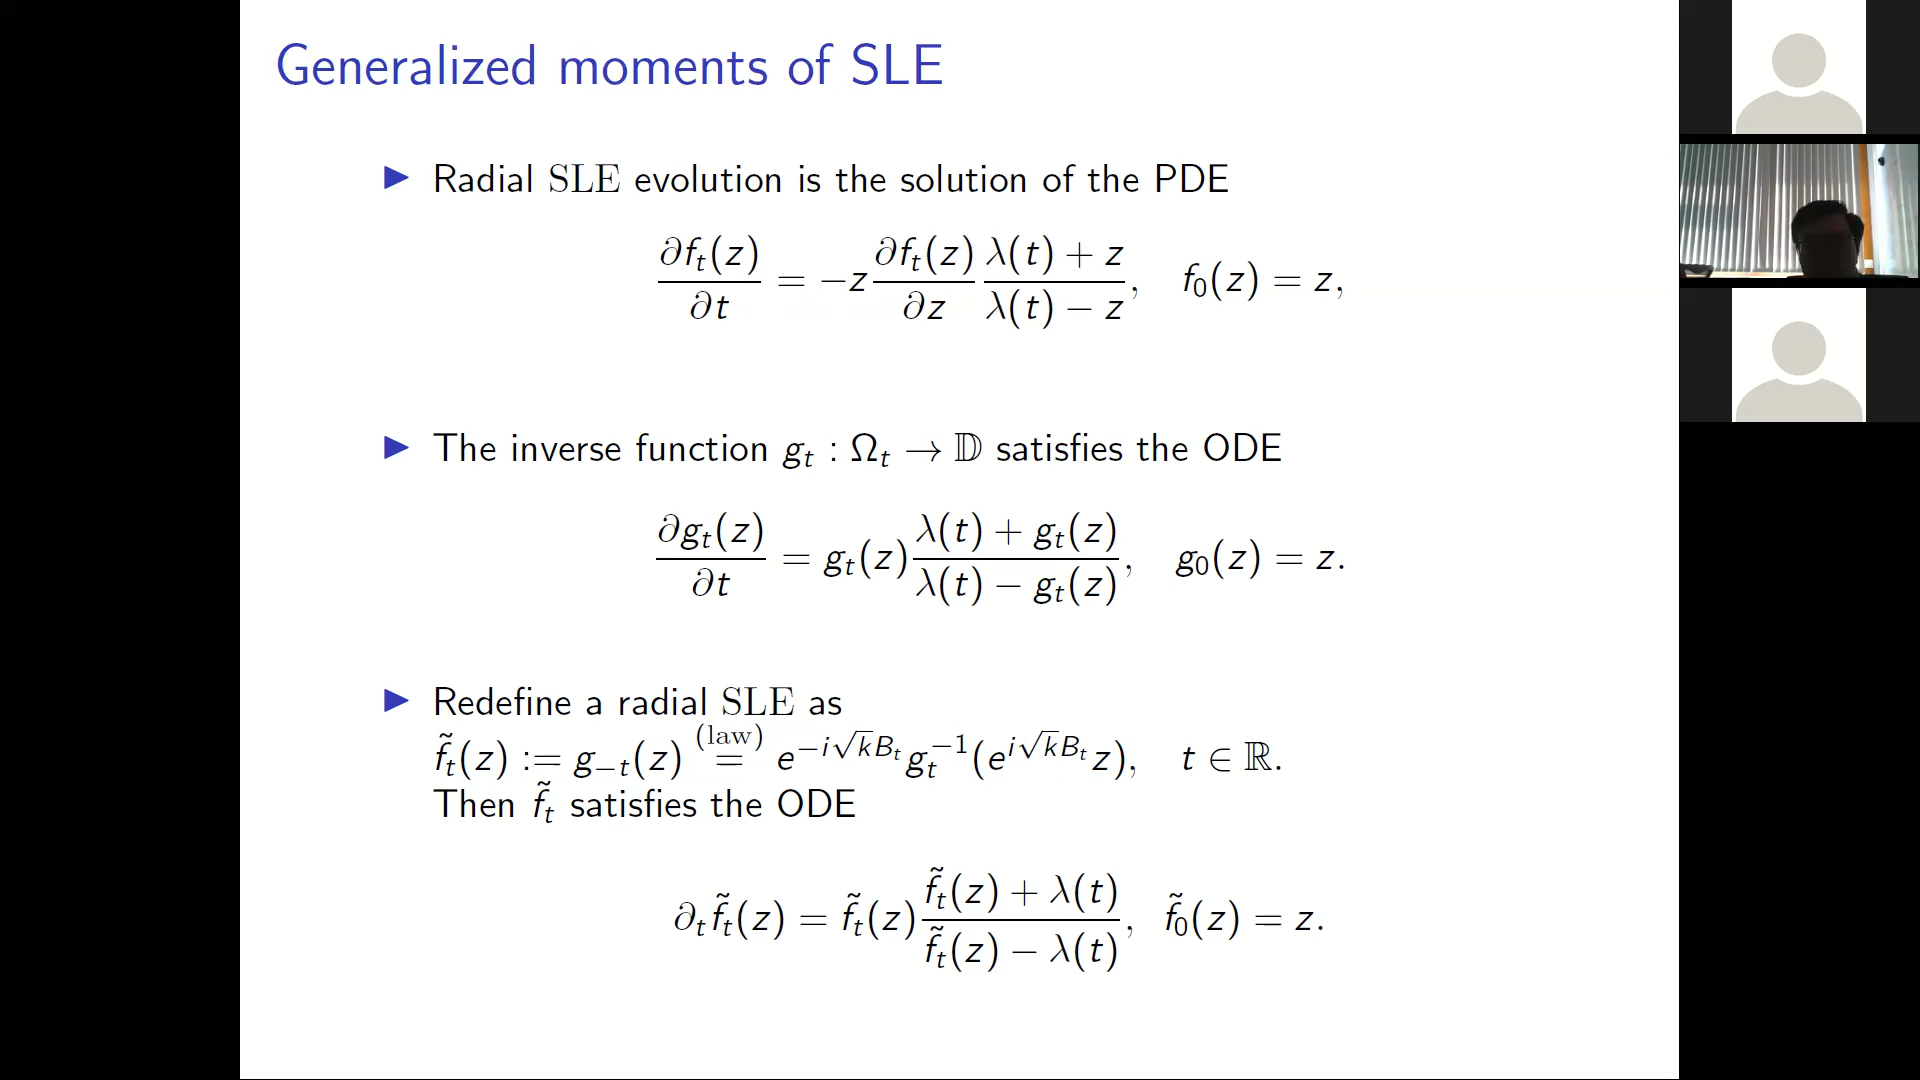 Generalized moments of SLE
▶ Radial SLE evolution is the solution of the PDE
∂f_t(z)/∂t = −z ∂f_t(z)/∂z (λ(t) + z)/(λ(t) − z), f_0(z) = z,
▶ The inverse function g_t : Ω_t → 𝔻 satisfies the ODE
∂g_t(z)/∂t = g_t(z) (λ(t) + g_t(z))/(λ(t) − g_t(z)), g_0(z) = z.
▶ Redefine a radial SLE as
f̃_t(z) := g_{−t}(z) (law)= e^{−i√k B_t} g_t^{−1}(e^{i√k B_t} z), t ∈ ℝ.
Then f̃_t satisfies the ODE
∂_t f̃_t(z) = f̃_t(z) (f̃_t(z) + λ(t))/(f̃_t(z) − λ(t)), f̃_0(z) = z.